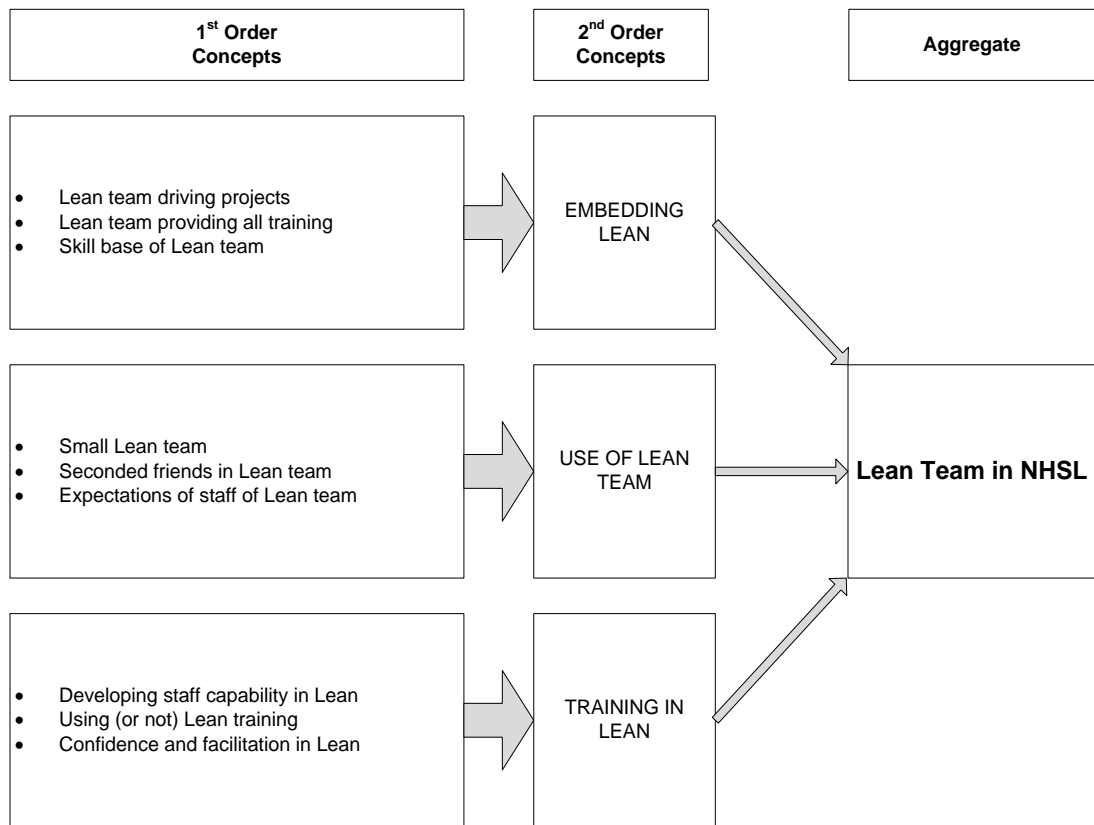 1st Order
Concepts
2nd Order
Concepts
Aggregate
• Lean team driving projects
• Lean team providing all training
• Skill base of Lean team
EMBEDDING
LEAN
• Small Lean team
• Seconded friends in Lean team
• Expectations of staff of Lean team
USE OF LEAN
TEAM
Lean Team in NHSL
• Developing staff capability in Lean
• Using (or not) Lean training
• Confidence and facilitation in Lean
TRAINING IN
LEAN